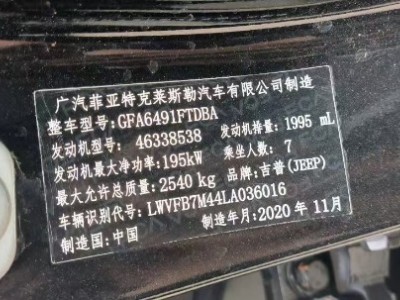 广汽菲亚特克莱斯勒汽车有限公司制造
整车型号:GFA6491FTDBA
发动机型号:46338538 发动机排量:1995 mL
发动机最大净功率:195kW 乘坐人数:7
最大允许总质量:2540 kg 品牌:吉普(JEEP)
车辆识别代号:LWVFB7M44LA036016
制造国:中国 制造年月:2020 年 11月